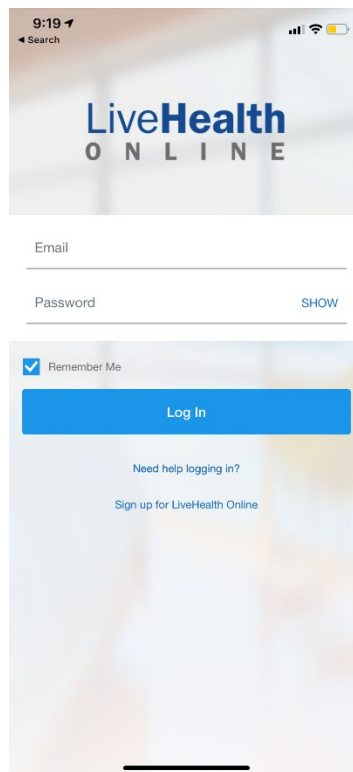 9:19
◀ Search
LiveHealth
ONLINE
Email
Password SHOW
Remember Me
Log In
Need help logging in?
Sign up for LiveHealth Online